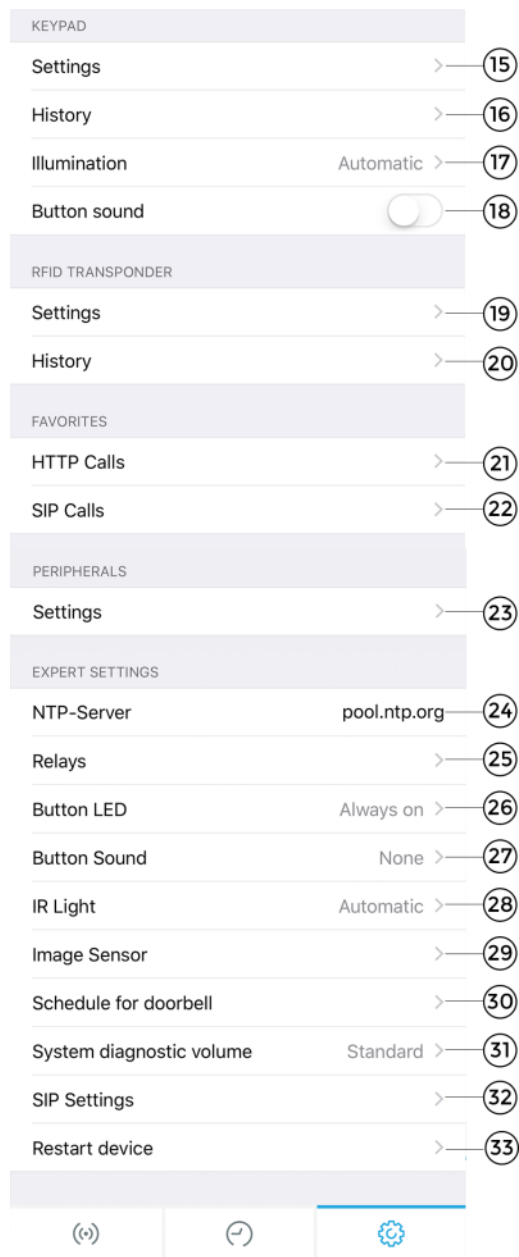 KEYPAD
Settings 15
History 16
Illumination Automatic 17
Button sound 18
RFID TRANSPONDER
Settings 19
History 20
FAVORITES
HTTP Calls 21
SIP Calls 22
PERIPHERALS
Settings 23
EXPERT SETTINGS
NTP-Server pool.ntp.org 24
Relays 25
Button LED Always on 26
Button Sound None 27
IR Light Automatic 28
Image Sensor 29
Schedule for doorbell 30
System diagnostic volume Standard 31
SIP Settings 32
Restart device 33